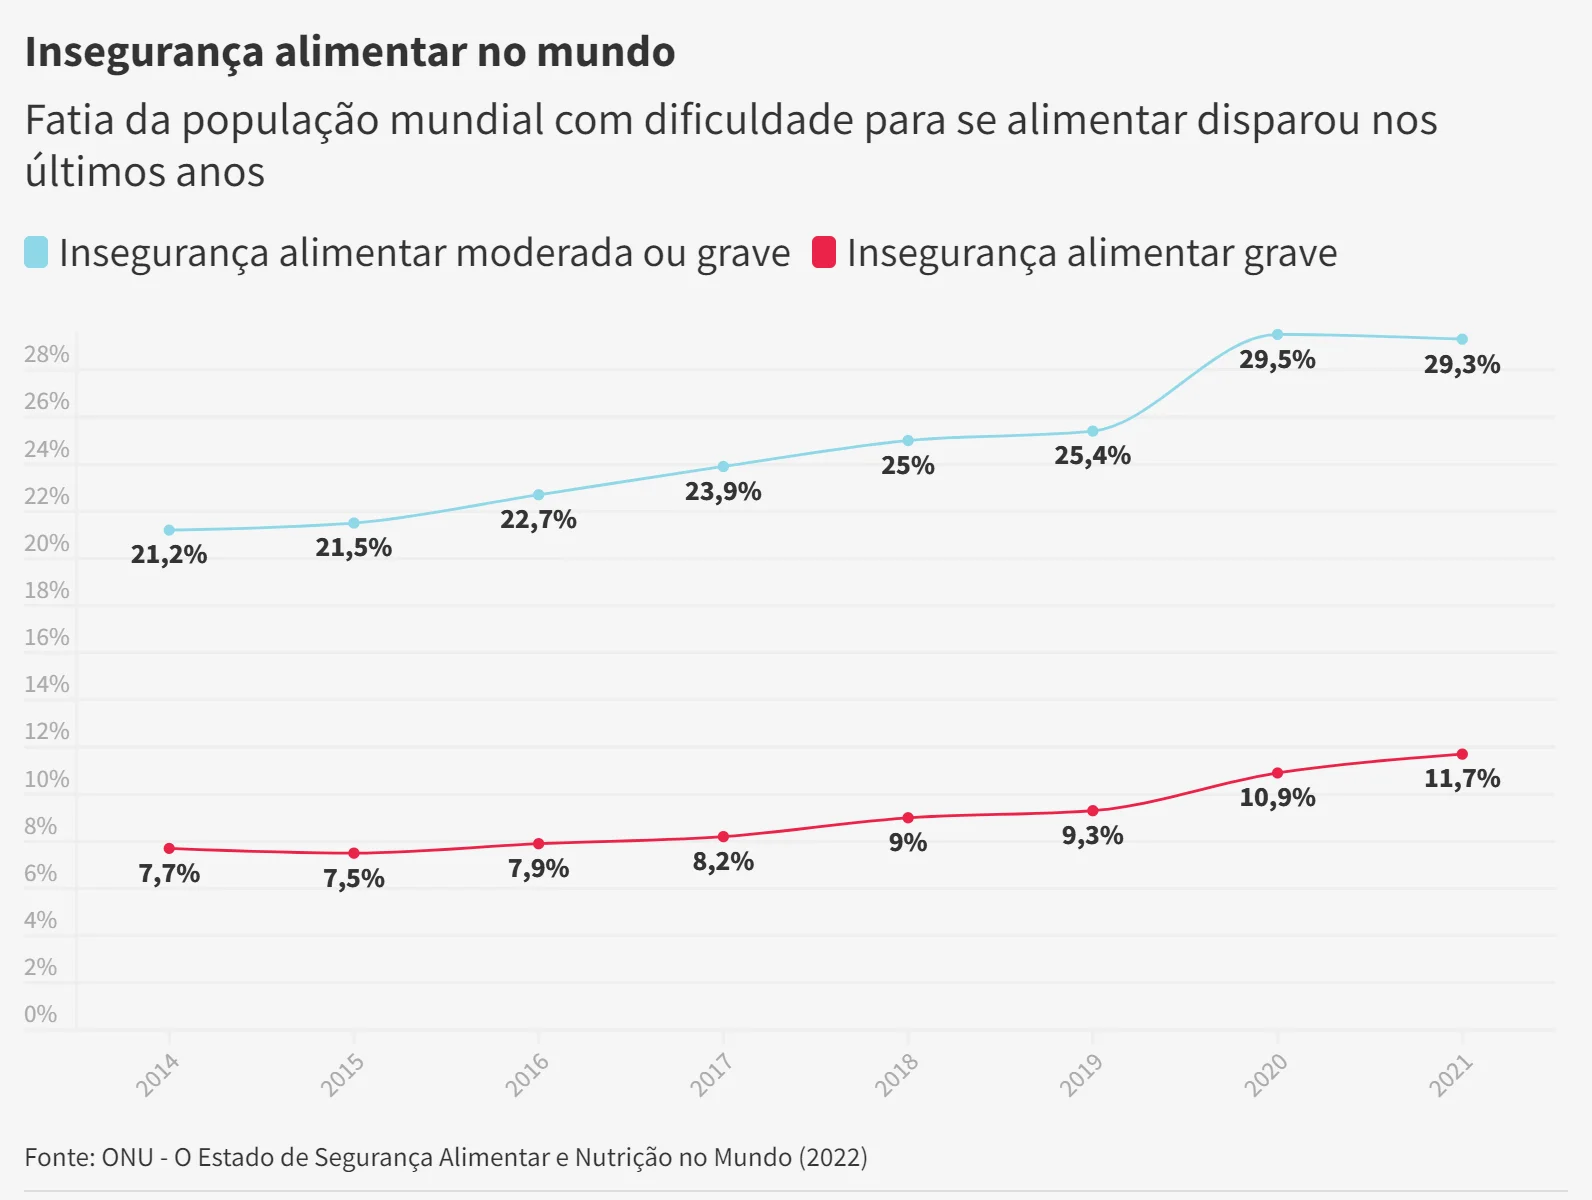 Insegurança alimentar no mundo
Fatia da população mundial com dificuldade para se alimentar disparou nos
últimos anos
Insegurança alimentar moderada ou grave Insegurança alimentar grave
28%
26%
24%
22%
20%
18%
16%
14%
12%
10%
8%
6%
4%
2%
0%
21,2% 21,5% 22,7% 23,9% 25% 25,4% 29,5% 29,3%
7,7% 7,5% 7,9% 8,2% 9% 9,3% 10,9% 11,7%
2014 2015 2016 2017 2018 2019 2020 2021
Fonte: ONU - O Estado de Segurança Alimentar e Nutrição no Mundo (2022)